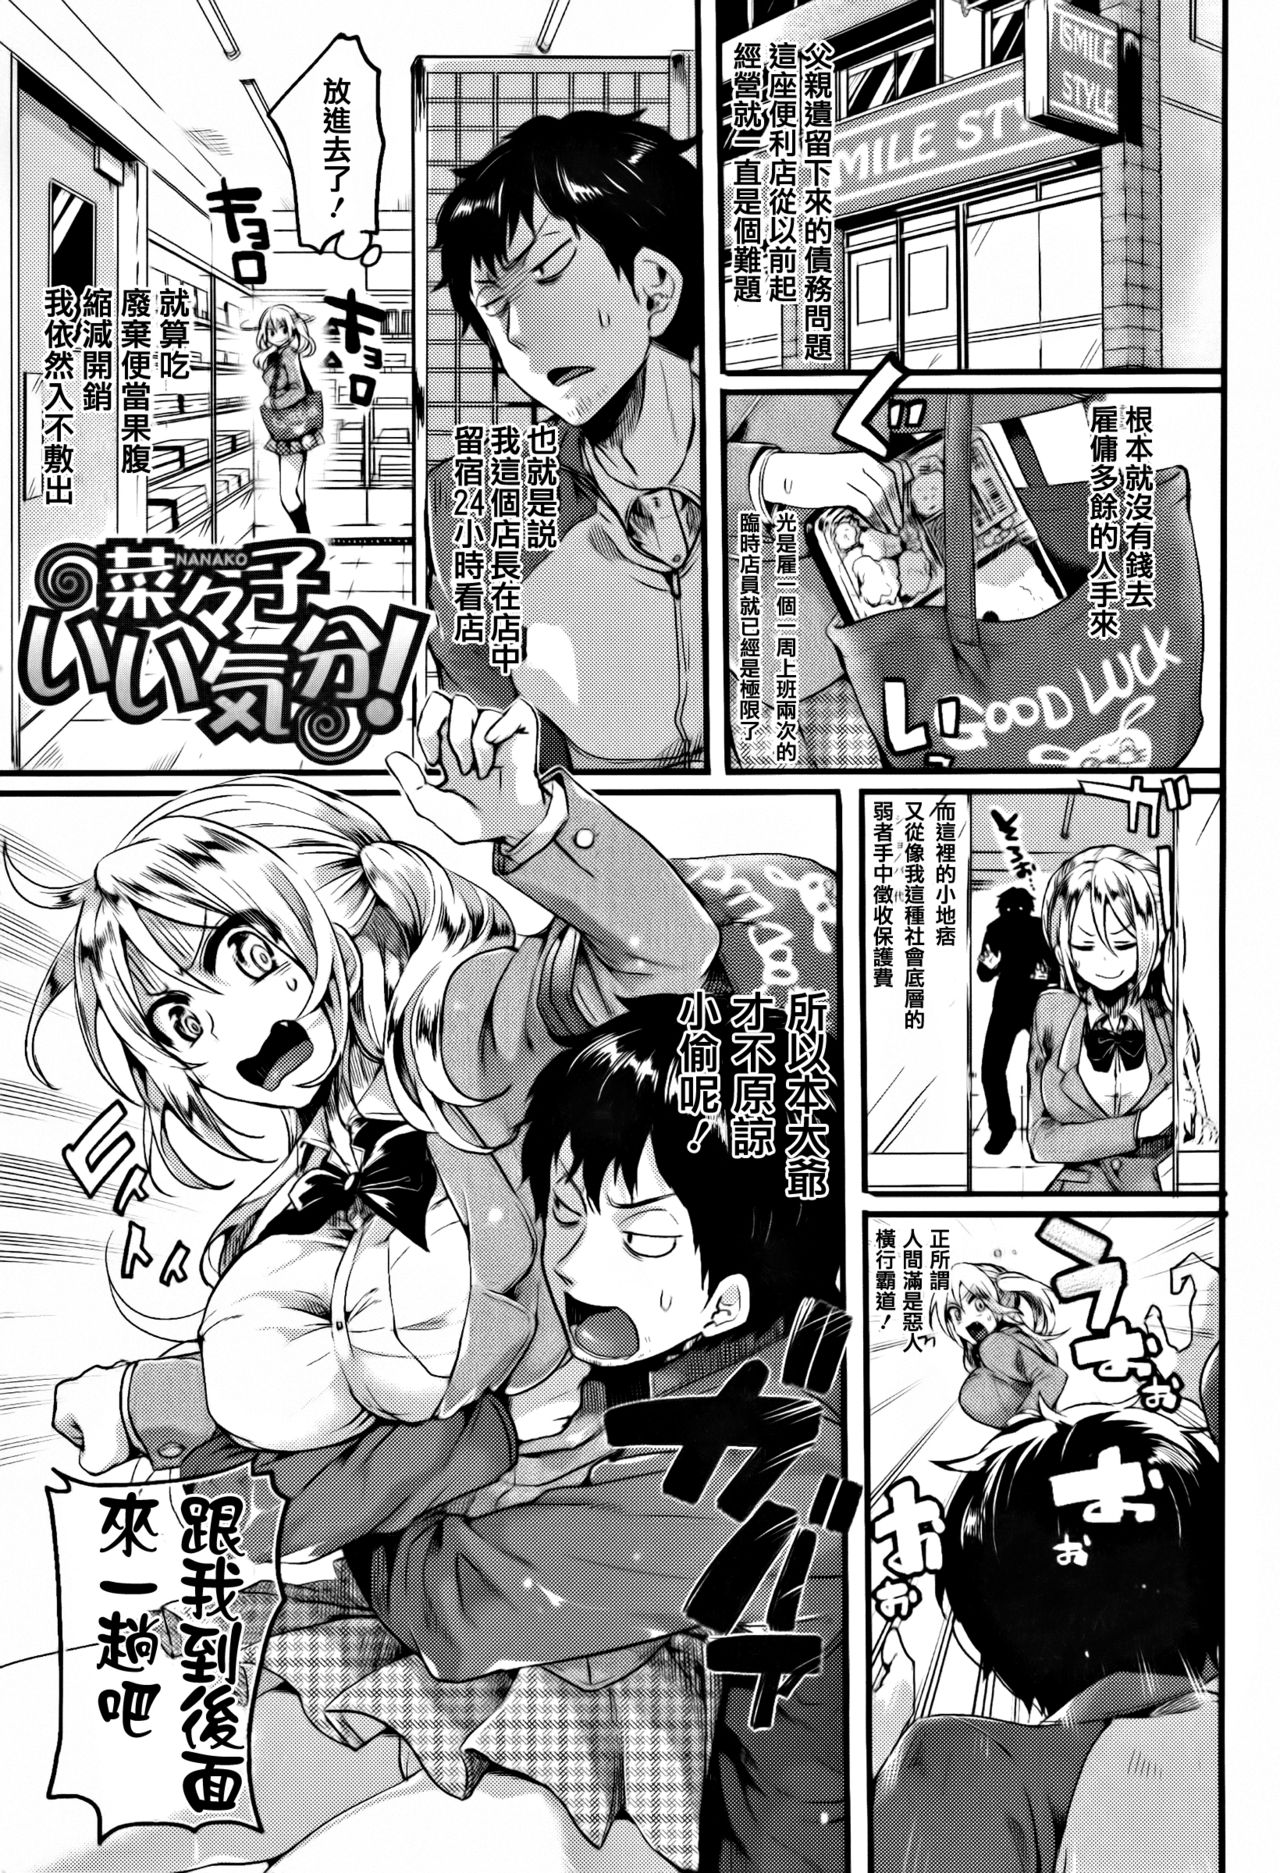 SMILE
STYLE
SMILE STY
父親遺留下來的債務問題
這座便利店從以前起
經營就一直是個難題
根本就沒有錢去
雇傭多餘的人手來
光是雇一個一周上班兩次的
臨時店員就已經是極限了
GOOD LUCK
ぐい
也就是説
我這個店長在店中
留宿24小時看店
放進去了！
キョロ
キョロ
就算吃
廢棄便當果腹
縮減開銷
我依然入不敷出
NANAKO
菜々子
いい気分！
而這裡的小地痞
又從像我這種社會底層的
弱者手中徵收保護費
ショバ代
正所謂
人間滿是惡人
橫行霸道！
所以本大爺
才不原諒
小偷呢！
跟我到後面
來一趟吧